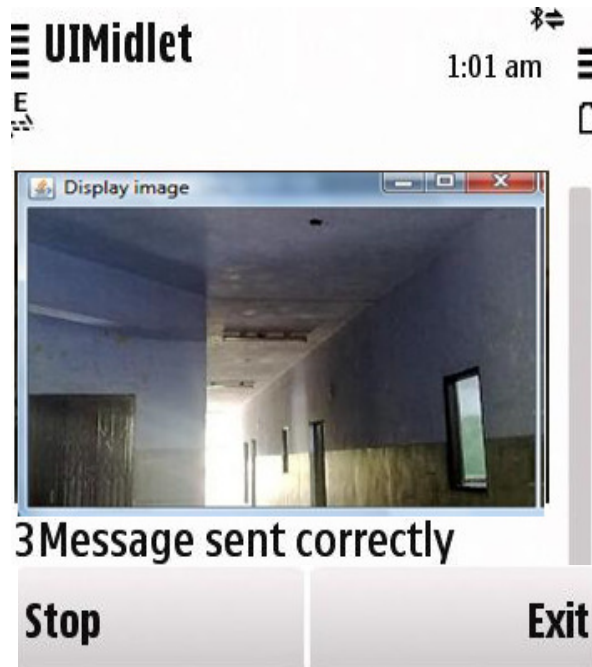 UIMidlet
1:01 am
E
Display image
3Message sent correctly
Stop
Exit